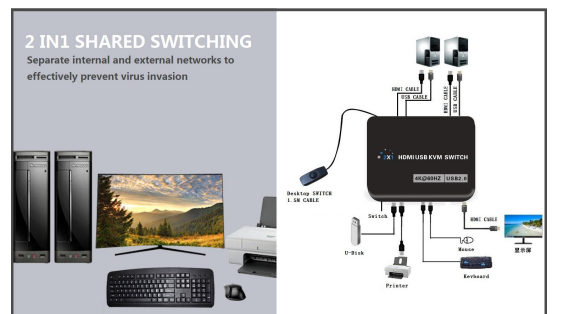 2 IN1 SHARED SWITCHING
Separate internal and external networks to
effectively prevent virus invasion
HDMI CABLE
USB CABLE
HDMI CABLE
USB CABLE
HDMI USB KVM SWITCH
4K@60HZ USB2.0
Desktop SWITCH
1.5M CABLE
Switch
HDMI CABLE
U-Disk
Mouse
显示屏
Printer
Keyboard